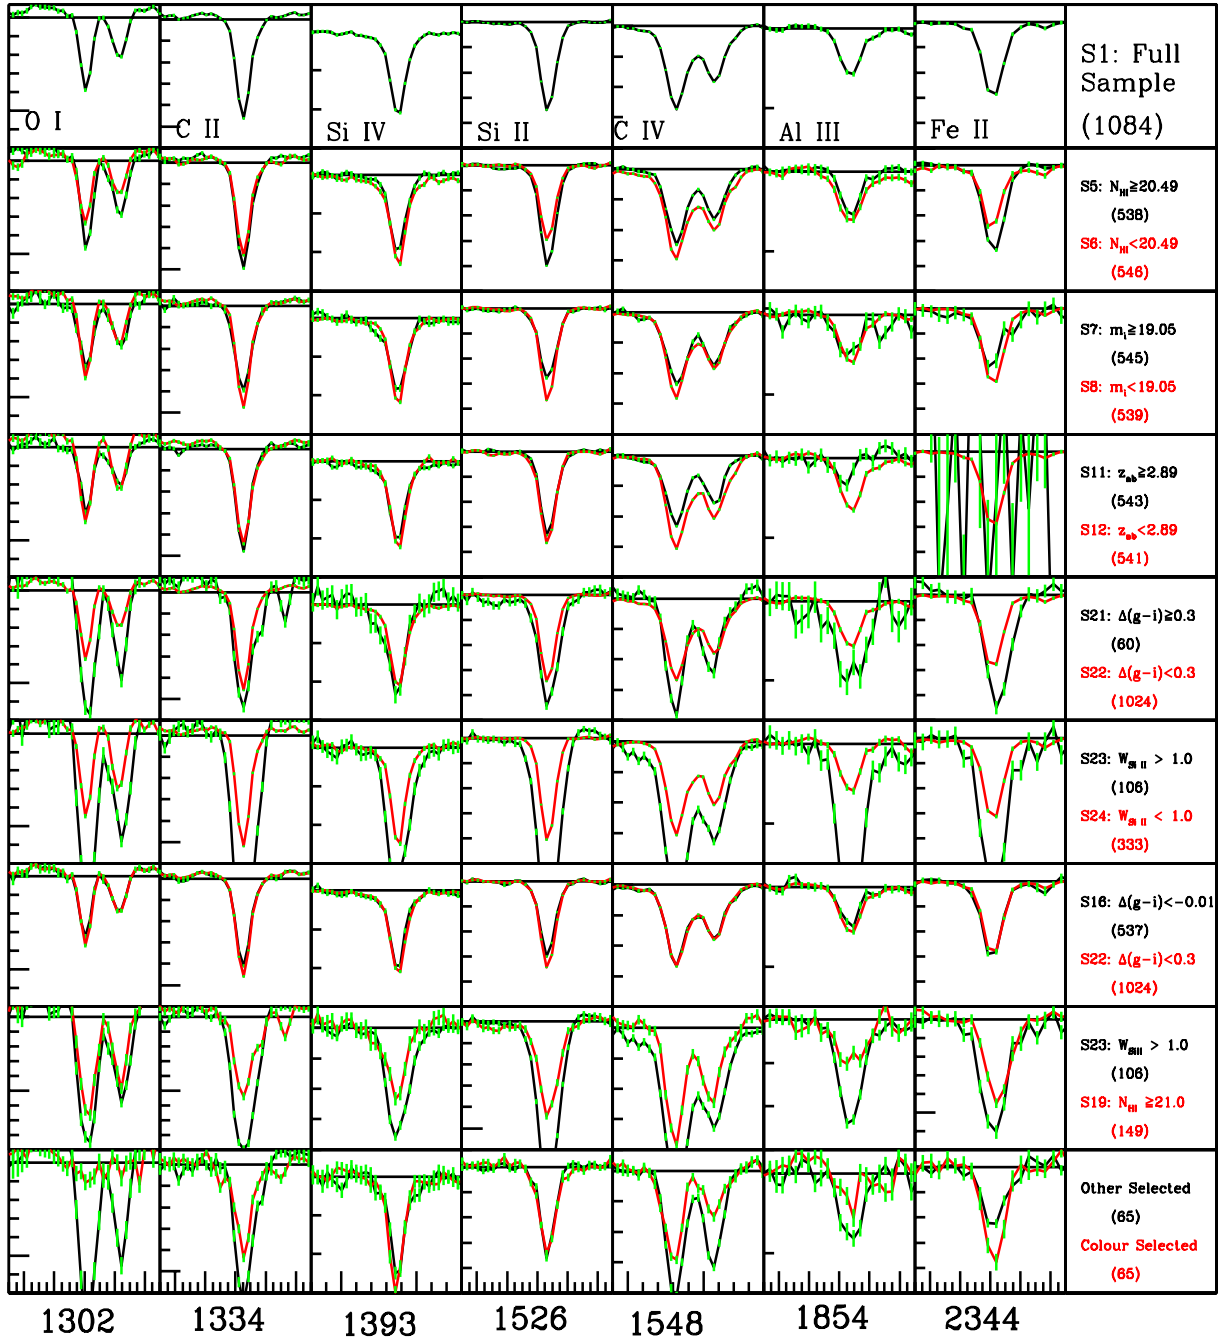 S1: Full
Sample
(1084)
O I
C II
Si IV
Si II
C IV
Al III
Fe II
S5: N_HI≥20.49
(538)
S6: N_HI<20.49
(546)
S7: m_i≥19.05
(545)
S8: m_i<19.05
(539)
S11: z_ab≥2.89
(543)
S12: z_ab<2.89
(541)
S21: Δ(g-i)≥0.3
(60)
S22: Δ(g-i)<0.3
(1024)
S23: W_Si II > 1.0
(106)
S24: W_Si II < 1.0
(333)
S16: Δ(g-i)<-0.01
(537)
S22: Δ(g-i)<0.3
(1024)
S23: W_SiII > 1.0
(106)
S19: N_HI ≥21.0
(149)
Other Selected
(65)
Colour Selected
(65)
1302
1334
1393
1526
1548
1854
2344